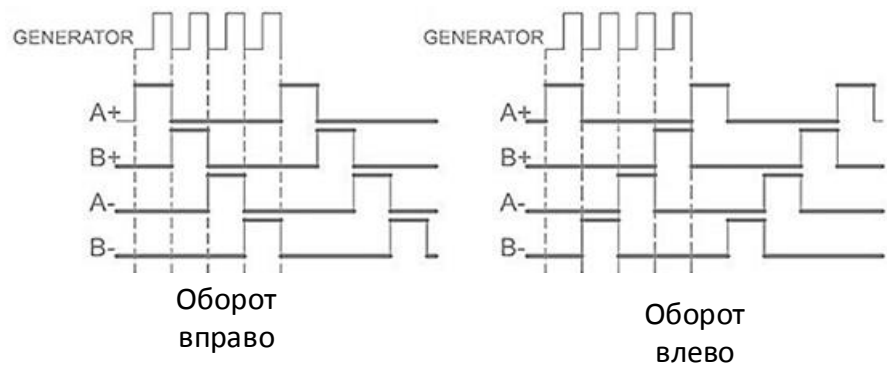 GENERATOR
A+
B+
A-
B-
Оборот
вправо
GENERATOR
A+
B+
A-
B-
Оборот
влево